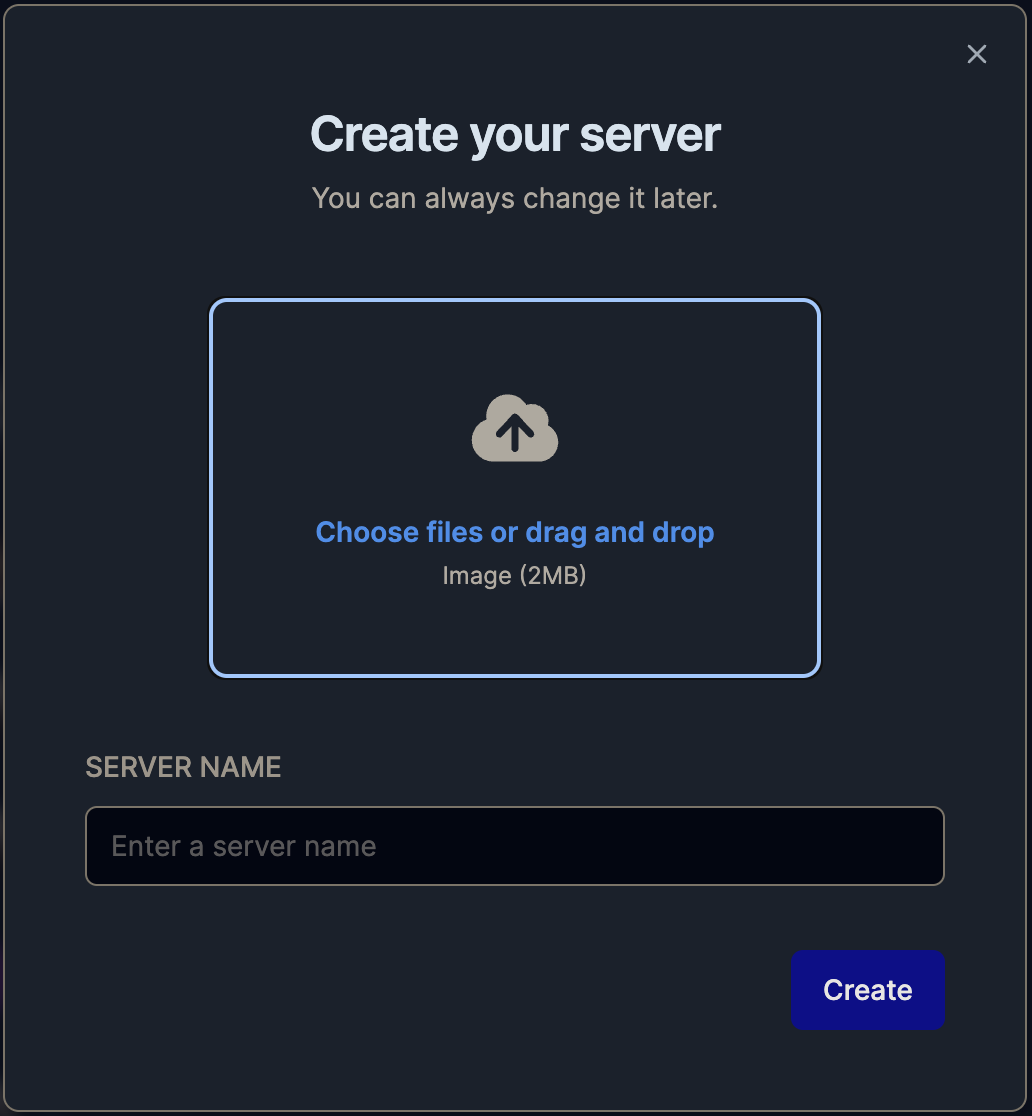 Create your server
You can always change it later.
Choose files or drag and drop
Image (2MB)
SERVER NAME
Enter a server name
Create